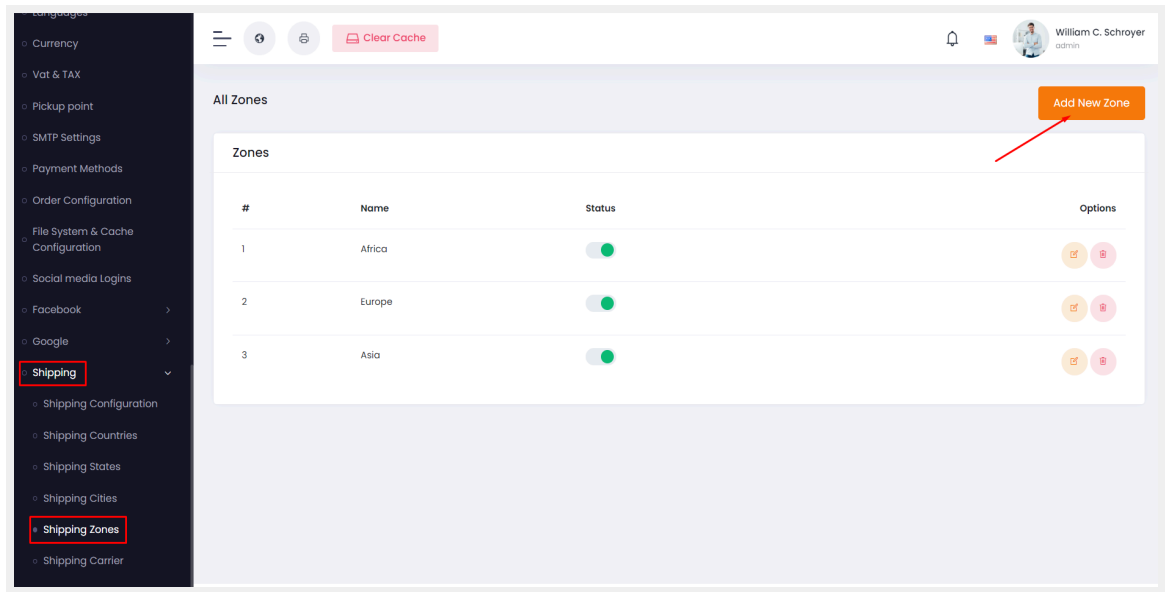 Languages
Currency
Vat & TAX
Pickup point
SMTP Settings
Payment Methods
Order Configuration
File System & Cache
Configuration
Social media Logins
Facebook
Google
Shipping
Shipping Configuration
Shipping Countries
Shipping States
Shipping Cities
Shipping Zones
Shipping Carrier
Clear Cache
William C. Schroyer
admin
All Zones
Add New Zone
Zones
# Name Status Options
1 Africa
2 Europe
3 Asia